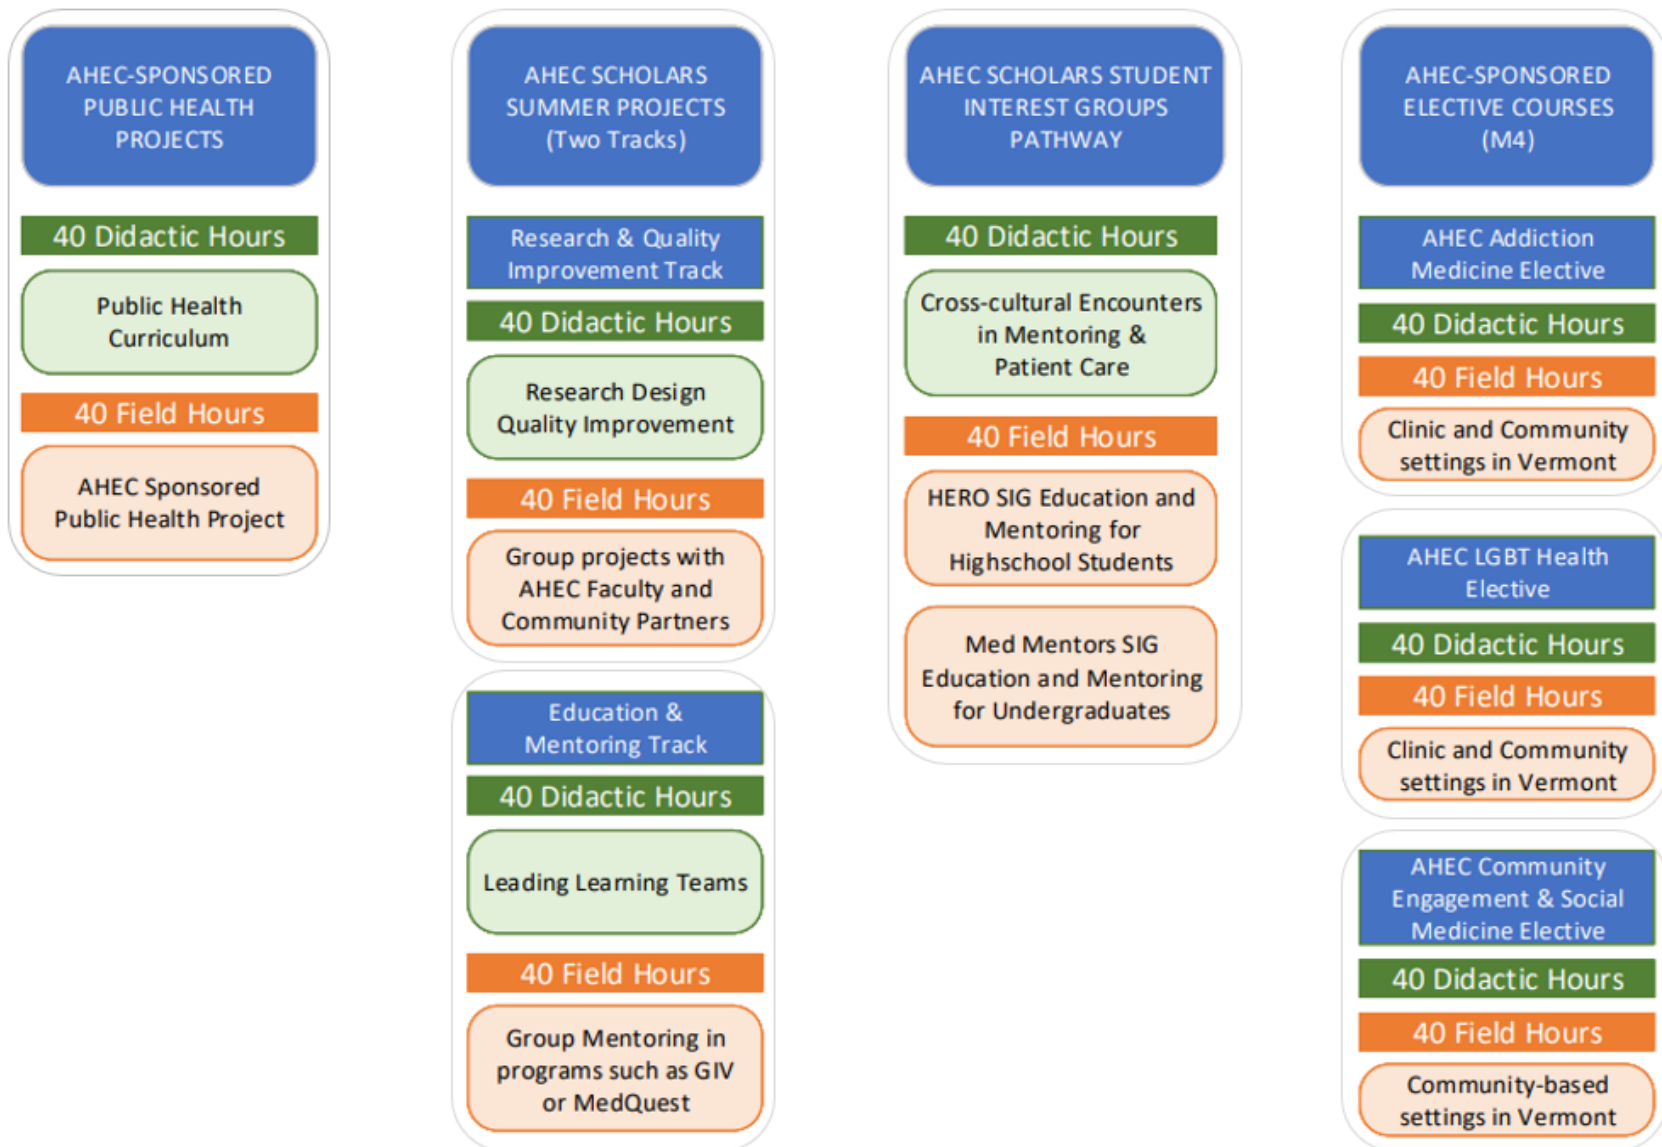 AHEC-SPONSORED
PUBLIC HEALTH
PROJECTS
40 Didactic Hours
Public Health
Curriculum
40 Field Hours
AHEC Sponsored
Public Health Project
AHEC SCHOLARS
SUMMER PROJECTS
(Two Tracks)
Research & Quality
Improvement Track
40 Didactic Hours
Research Design
Quality Improvement
40 Field Hours
Group projects with
AHEC Faculty and
Community Partners
Education &
Mentoring Track
40 Didactic Hours
Leading Learning Teams
40 Field Hours
Group Mentoring in
programs such as GIV
or MedQuest
AHEC SCHOLARS STUDENT
INTEREST GROUPS
PATHWAY
40 Didactic Hours
Cross-cultural Encounters
in Mentoring &
Patient Care
40 Field Hours
HERO SIG Education and
Mentoring for
Highschool Students
Med Mentors SIG
Education and Mentoring
for Undergraduates
AHEC-SPONSORED
ELECTIVE COURSES
(M4)
AHEC Addiction
Medicine Elective
40 Didactic Hours
40 Field Hours
Clinic and Community
settings in Vermont
AHEC LGBT Health
Elective
40 Didactic Hours
40 Field Hours
Clinic and Community
settings in Vermont
AHEC Community
Engagement & Social
Medicine Elective
40 Didactic Hours
40 Field Hours
Community-based
settings in Vermont